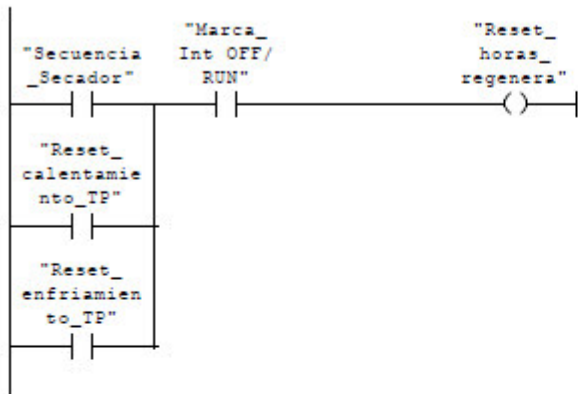 "Secuencia
_Secador"
"Marca_
Int OFF/
RUN"
"Reset_
horas_
regenera"
"Reset_
calentamie
nto_TP"
"Reset_
enfriamien
to_TP"